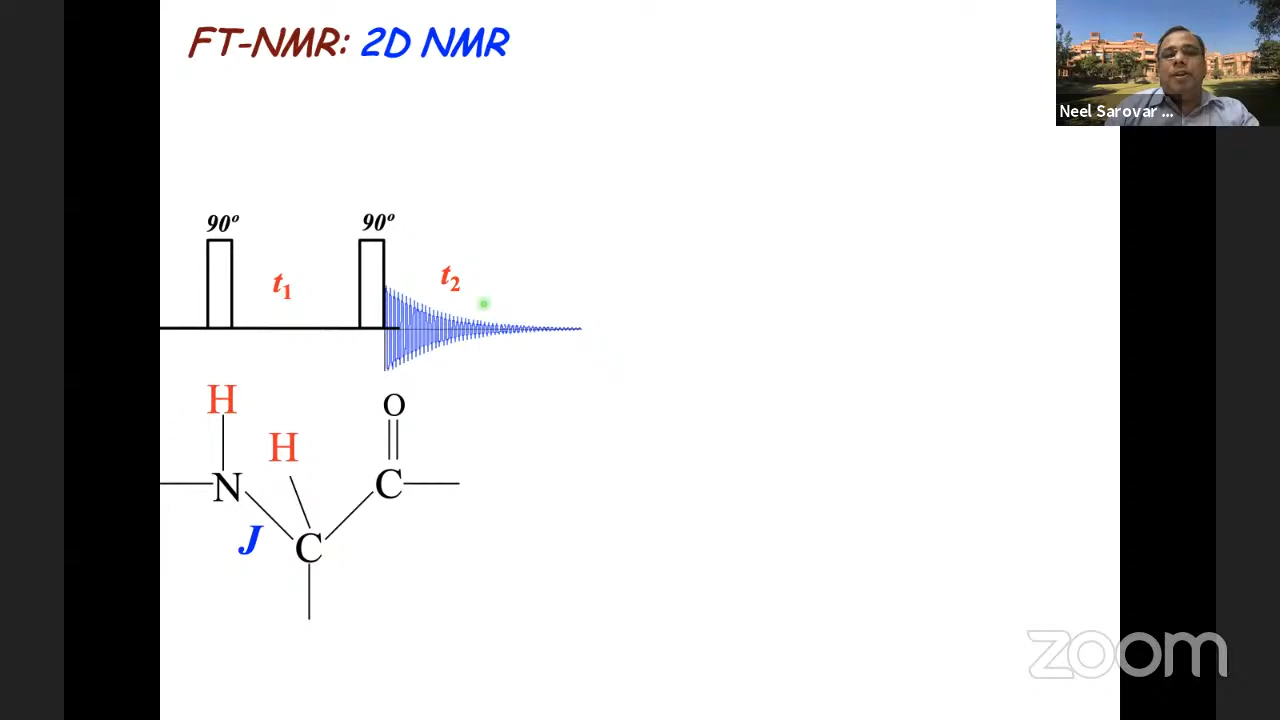 FT-NMR: 2D NMR
Neel Sarovar ...
90º
90º
t1
t2
H
O
H
N
C
J
C
zoom